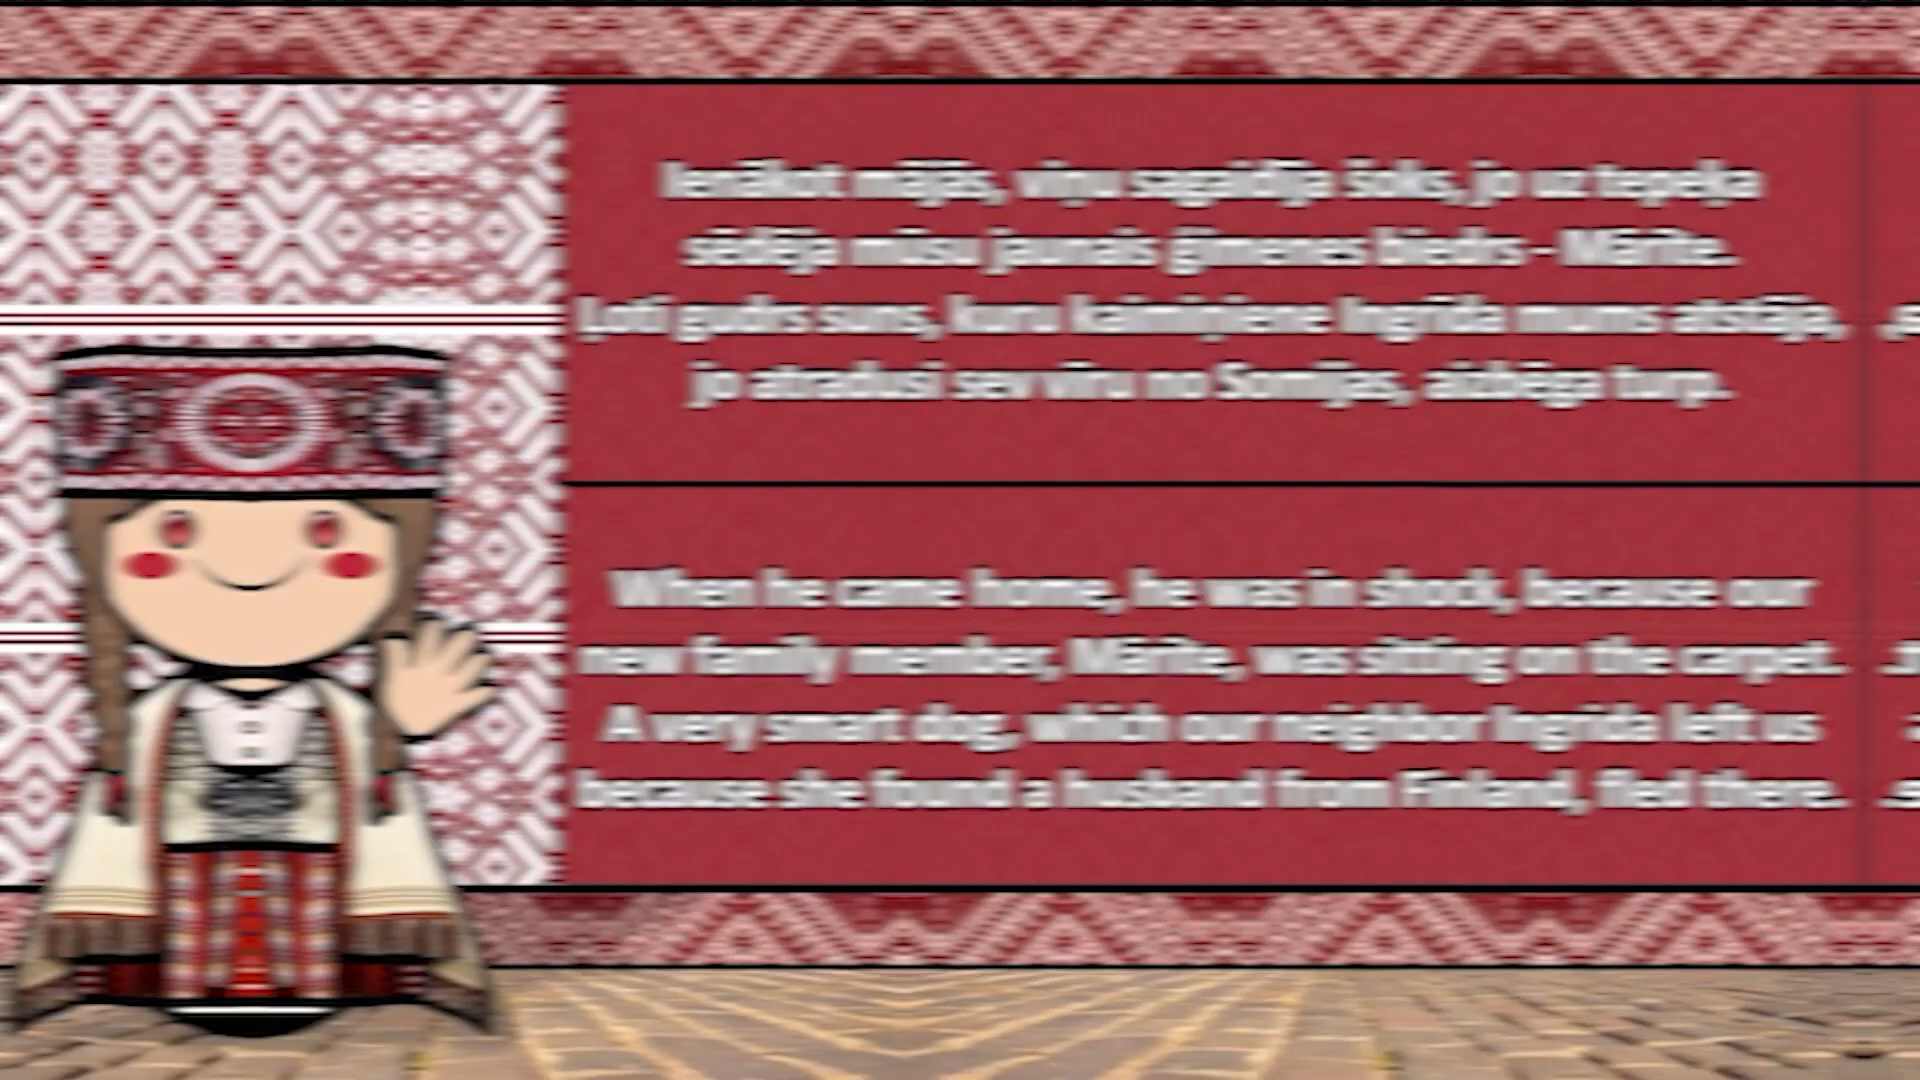 Ienākot mājās, viņu sagaidīja šoks, jo uz tepeķa
sēdēja mūsu jaunais ģimenes biedrs - Mārīte.
Ļoti gudrs suns, kuru kaimiņiene Ingrīda mums atstāja,
jo atradusi sev vīru no Somijas, aizbēga turp.
When he came home, he was in shock, because our
new family member, Mārīte, was sitting on the carpet.
A very smart dog, which our neighbor Ingrīda left us
because she found a husband from Finland, fled there.